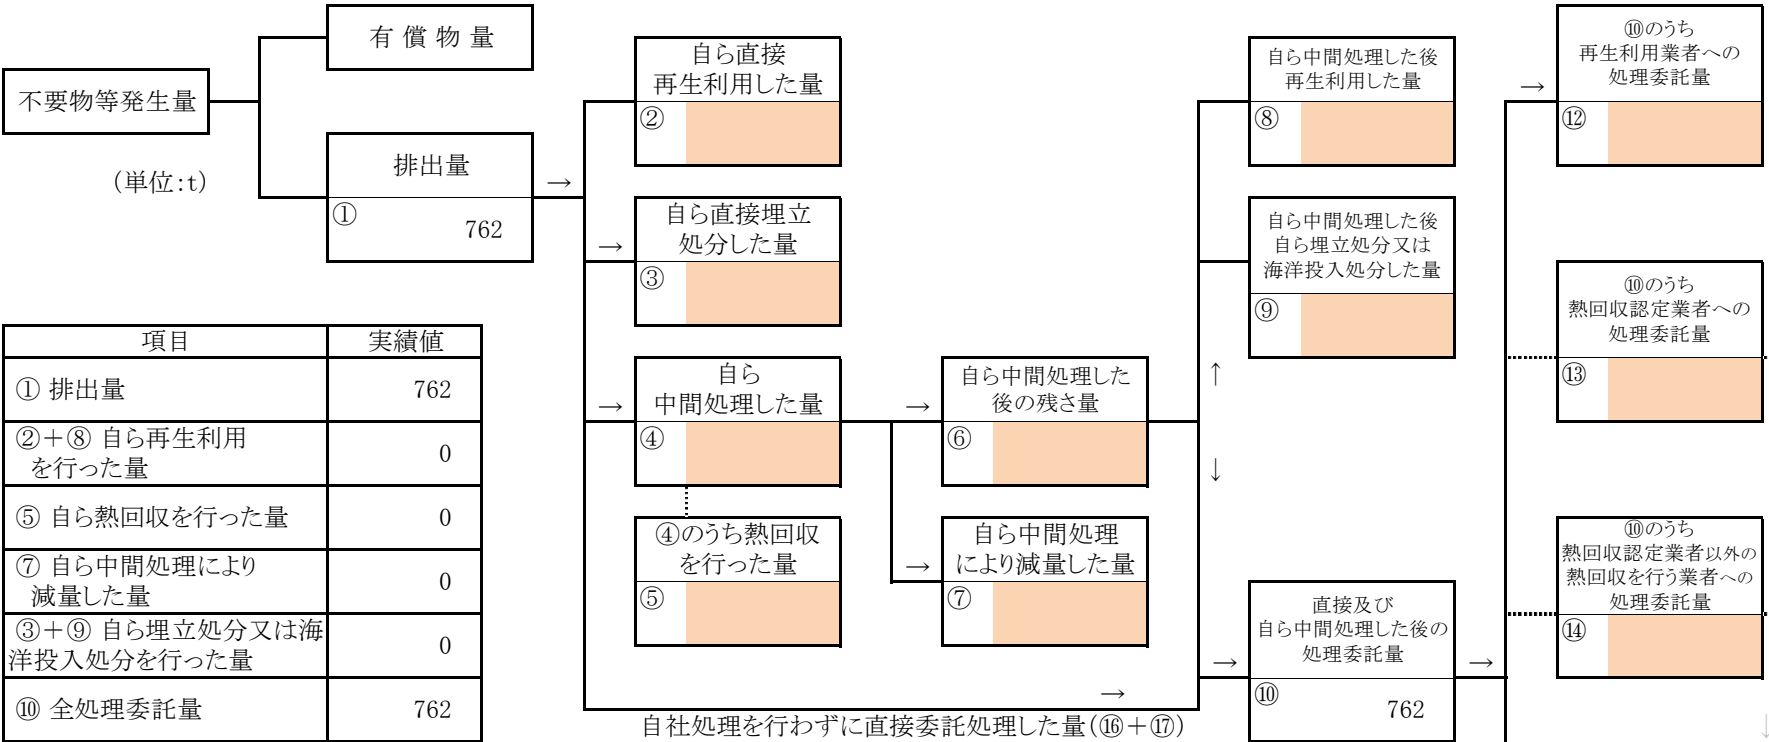 有 償 物 量
不要物等発生量
（単位:t）
排出量
①
762
→
自ら直接
再生利用した量
②
→
自ら直接埋立
処分した量
③
→
自ら
中間処理した量
④
④のうち熱回収
を行った量
⑤
→
自ら中間処理した
後の残さ量
⑥
→
自ら中間処理
により減量した量
⑦
自ら中間処理した後
再生利用した量
⑧
自ら中間処理した後
自ら埋立処分又は
海洋投入処分した量
⑨
↑
↓
→
直接及び
自ら中間処理した後の
処理委託量
⑩
762
→
自社処理を行わずに直接委託処理した量（⑯＋⑰）
→
→
⑩のうち
再生利用業者への
処理委託量
⑫
⑩のうち
熱回収認定業者への
処理委託量
⑬
⑩のうち
熱回収認定業者以外の
熱回収を行う業者への
処理委託量
⑭
↓
項目 実績値
① 排出量 762
②＋⑧ 自ら再生利用
を行った量 0
⑤ 自ら熱回収を行った量 0
⑦ 自ら中間処理により
減量した量 0
③＋⑨ 自ら埋立処分又は海
洋投入処分を行った量 0
⑩ 全処理委託量 762